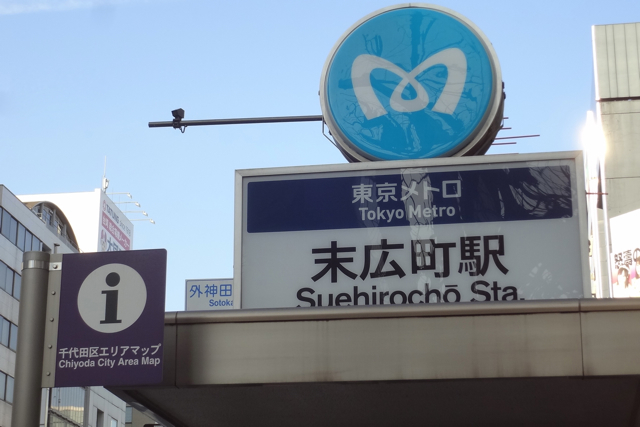 東京メトロ
Tokyo Metro
末広町駅
Suehirochō Sta.
外神田
Sotoka
千代田区エリアマップ
Chiyoda City Area Map